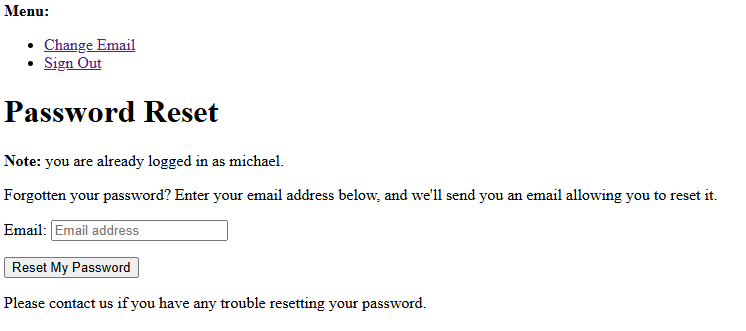 Menu:
Change Email
Sign Out
Password Reset
Note: you are already logged in as michael.
Forgotten your password? Enter your email address below, and we'll send you an email allowing you to reset it.
Email: Email address
Reset My Password
Please contact us if you have any trouble resetting your password.